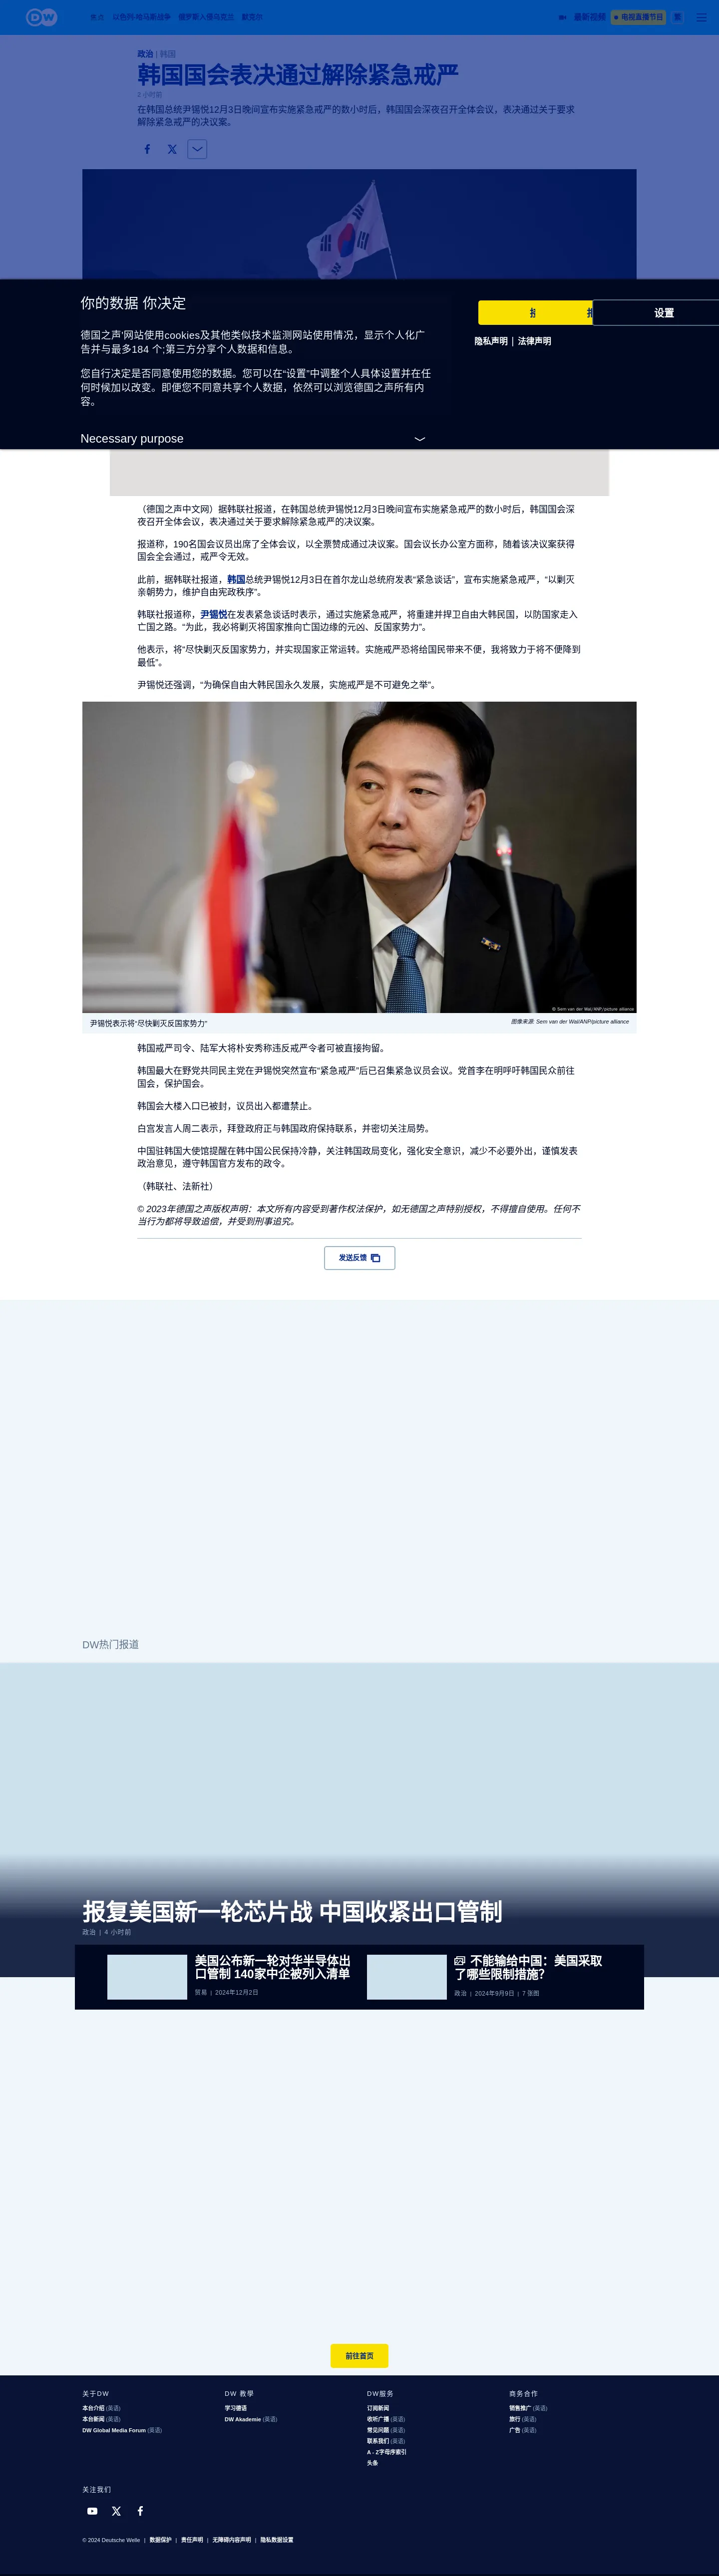 DW
焦点 以色列-哈马斯战争 俄罗斯入侵乌克兰 默克尔 最新视频 电视直播节目 繁
政治 | 韩国
韩国国会表决通过解除紧急戒严
2 小时前
在韩国总统尹锡悦12月3日晚间宣布实施紧急戒严的数小时后，韩国国会深夜召开全体会议，表决通过关于要求
解除紧急戒严的决议案。
你的数据 你决定
设置
德国之声'网站使用cookies及其他类似技术监测网站使用情况，显示个人化广
告并与最多184 个;第三方分享个人数据和信息。
隐私声明 | 法律声明
您自行决定是否同意使用您的数据。您可以在“设置”中调整个人具体设置并在任
何时候加以改变。即便您不同意共享个人数据，依然可以浏览德国之声所有内
容。
Necessary purpose
（德国之声中文网）据韩联社报道，在韩国总统尹锡悦12月3日晚间宣布实施紧急戒严的数小时后，韩国国会深
夜召开全体会议，表决通过关于要求解除紧急戒严的决议案。
报道称，190名国会议员出席了全体会议，以全票赞成通过决议案。国会议长办公室方面称，随着该决议案获得
国会全会通过，戒严令无效。
此前，据韩联社报道，韩国总统尹锡悦12月3日在首尔龙山总统府发表“紧急谈话”，宣布实施紧急戒严，“以剿灭
亲朝势力，维护自由宪政秩序”。
韩联社报道称，尹锡悦在发表紧急谈话时表示，通过实施紧急戒严，将重建并捍卫自由大韩民国，以防国家走入
亡国之路。“为此，我必将剿灭将国家推向亡国边缘的元凶、反国家势力”。
他表示，将“尽快剿灭反国家势力，并实现国家正常运转。实施戒严恐将给国民带来不便，我将致力于将不便降到
最低”。
尹锡悦还强调，“为确保自由大韩民国永久发展，实施戒严是不可避免之举”。
© Sem van der Wal/ANP/picture alliance
尹锡悦表示将“尽快剿灭反国家势力”
图像来源: Sem van der Wal/ANP/picture alliance
韩国戒严司令、陆军大将朴安秀称违反戒严令者可被直接拘留。
韩国最大在野党共同民主党在尹锡悦突然宣布“紧急戒严”后已召集紧急议员会议。党首李在明呼吁韩国民众前往
国会，保护国会。
韩国会大楼入口已被封，议员出入都遭禁止。
白宫发言人周二表示，拜登政府正与韩国政府保持联系，并密切关注局势。
中国驻韩国大使馆提醒在韩中国公民保持冷静，关注韩国政局变化，强化安全意识，减少不必要外出，谨慎发表
政治意见，遵守韩国官方发布的政令。
（韩联社、法新社）
© 2023年德国之声版权声明：本文所有内容受到著作权法保护，如无德国之声特别授权，不得擅自使用。任何不
当行为都将导致追偿，并受到刑事追究。
发送反馈
DW热门报道
报复美国新一轮芯片战 中国收紧出口管制
政治 | 4 小时前
美国公布新一轮对华半导体出
口管制 140家中企被列入清单
贸易 | 2024年12月2日
不能输给中国：美国采取
了哪些限制措施？
政治 | 2024年9月9日 | 7 张图
前往首页
关于DW
本台介绍 (英语)
本台新闻 (英语)
DW Global Media Forum (英语)
DW 教學
学习德语
DW Akademie (英语)
DW服务
订阅新闻
收听广播 (英语)
常见问题 (英语)
联系我们 (英语)
A - Z字母序索引
头条
商务合作
销售推广 (英语)
旅行 (英语)
广告 (英语)
关注我们
© 2024 Deutsche Welle | 数据保护 | 责任声明 | 无障碍内容声明 | 隐私数据设置